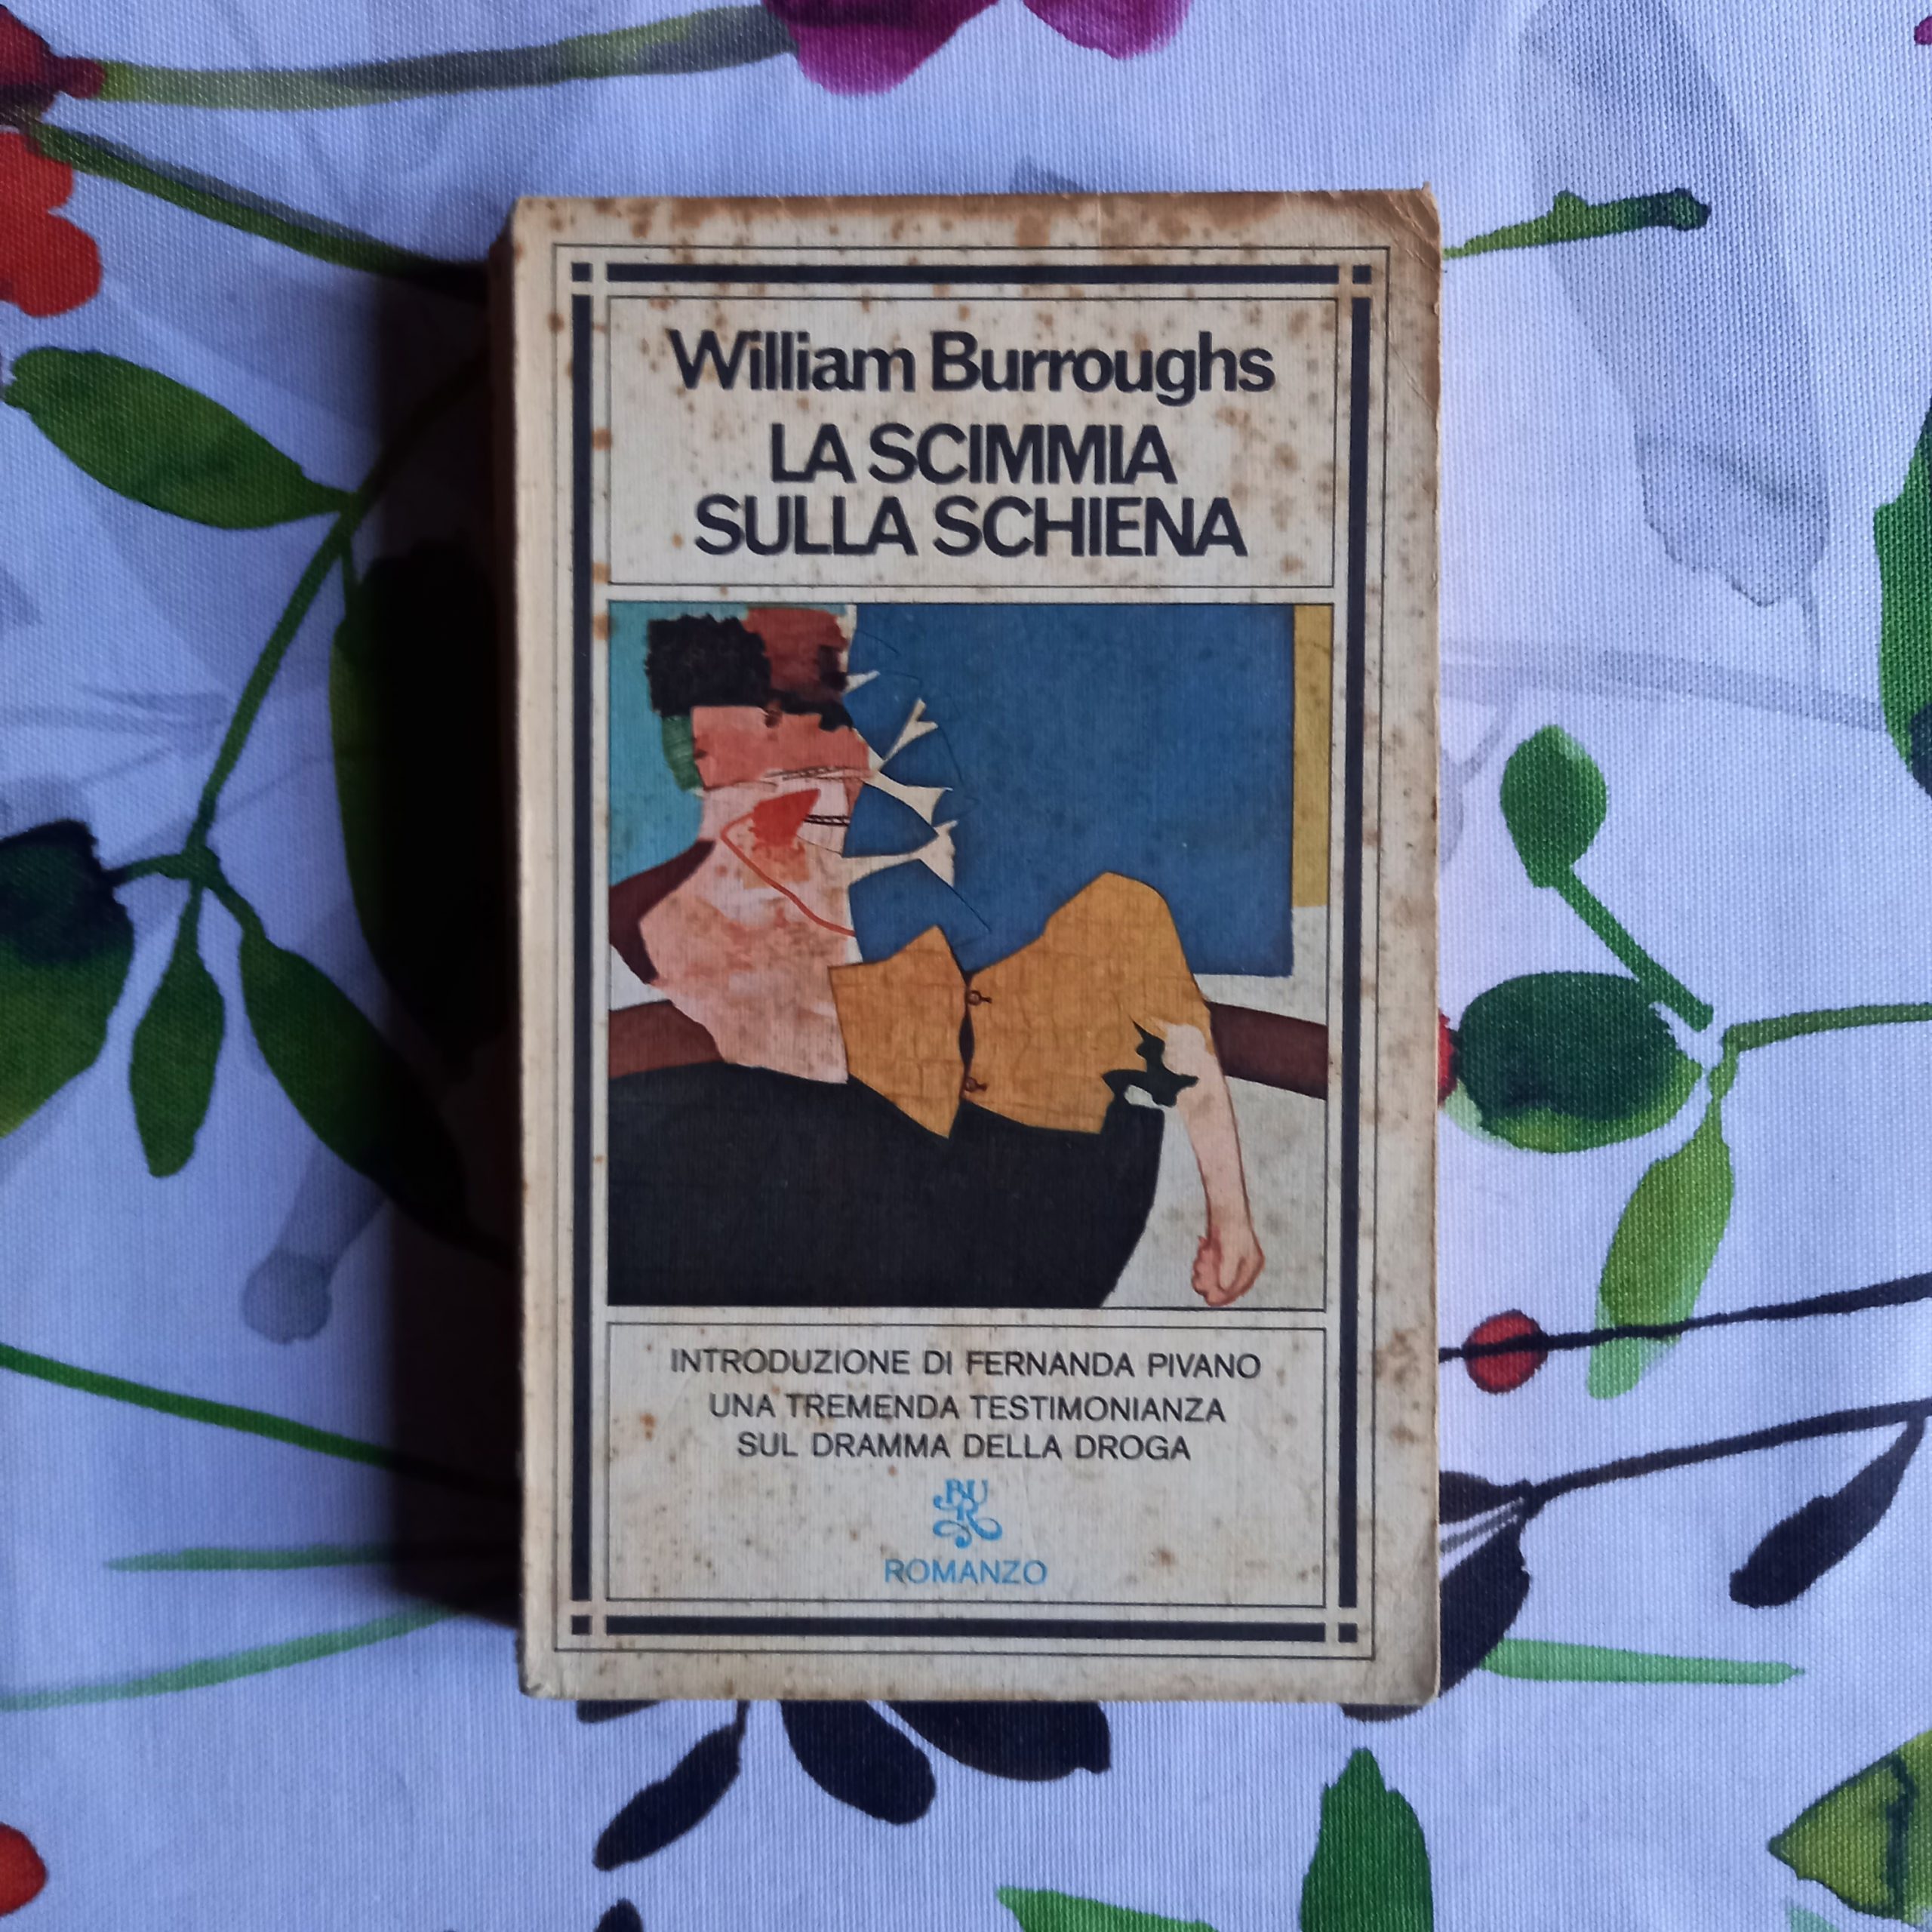 William Burroughs
LA SCIMMIA
SULLA SCHIENA
INTRODUZIONE DI FERNANDA PIVANO
UNA TREMENDA TESTIMONIANZA
SUL DRAMMA DELLA DROGA
BUR
ROMANZO